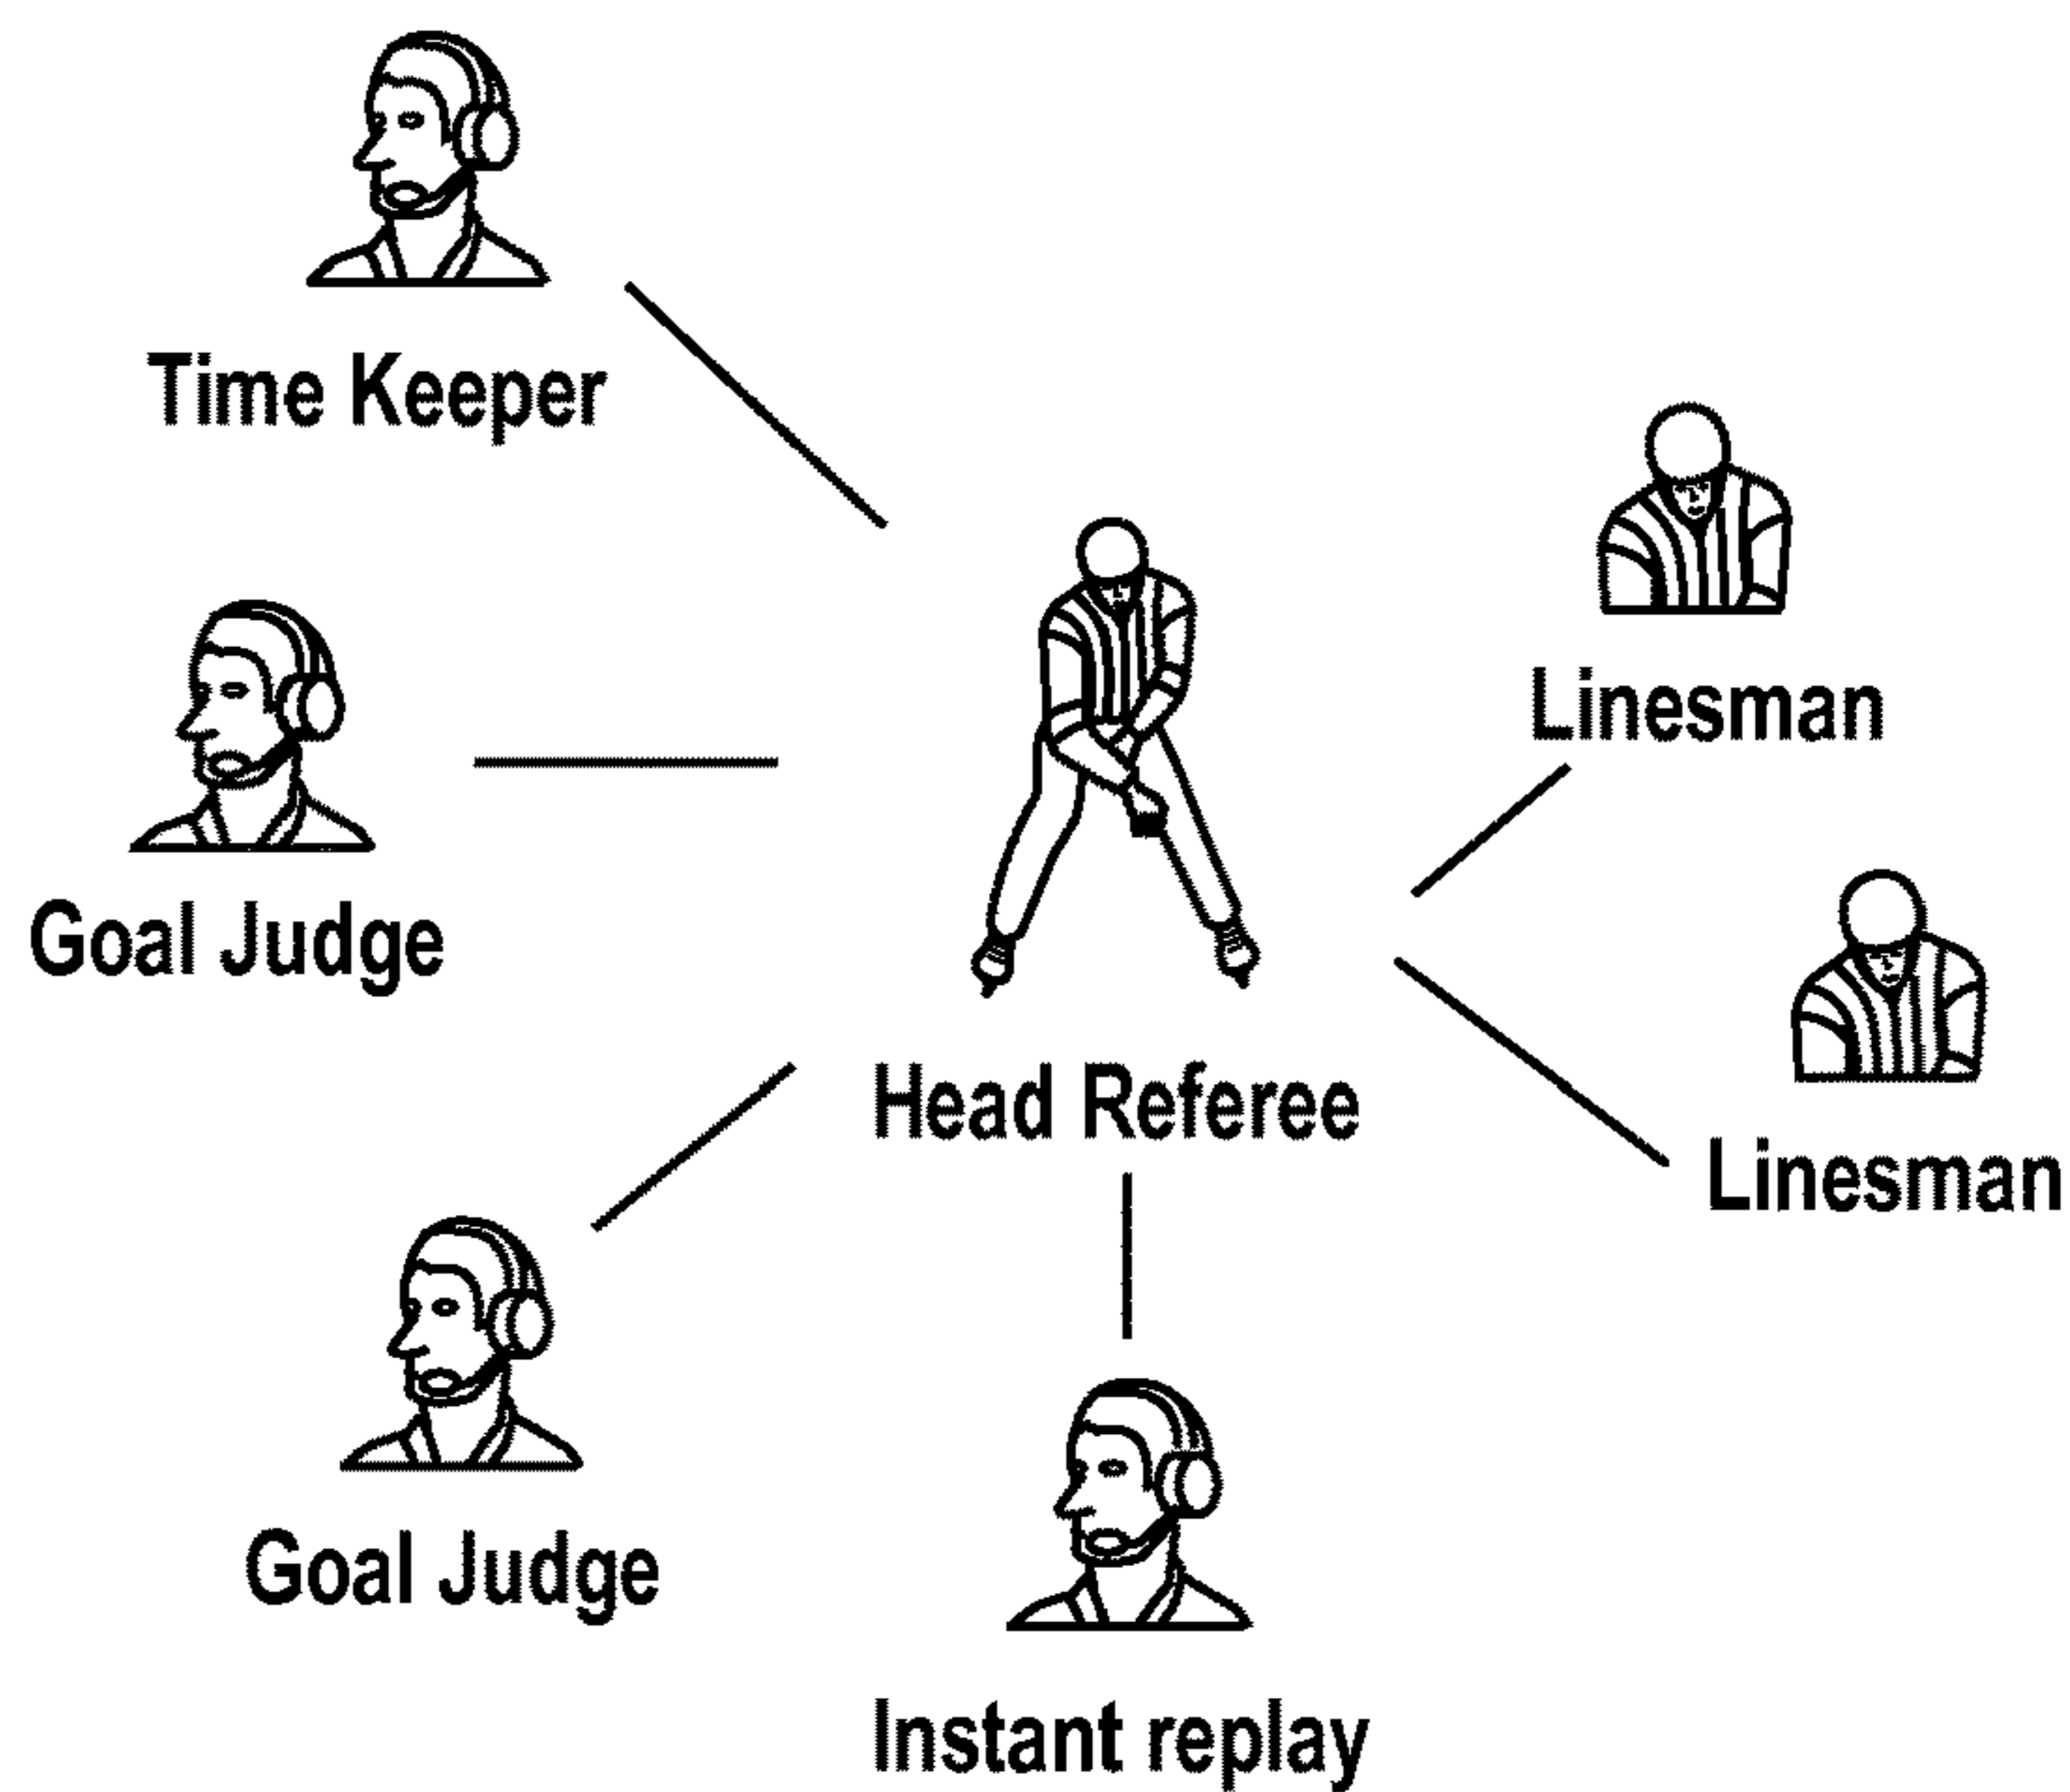 Time Keeper
Linesman
Goal Judge
Head Referee
Linesman
Goal Judge
Instant replay